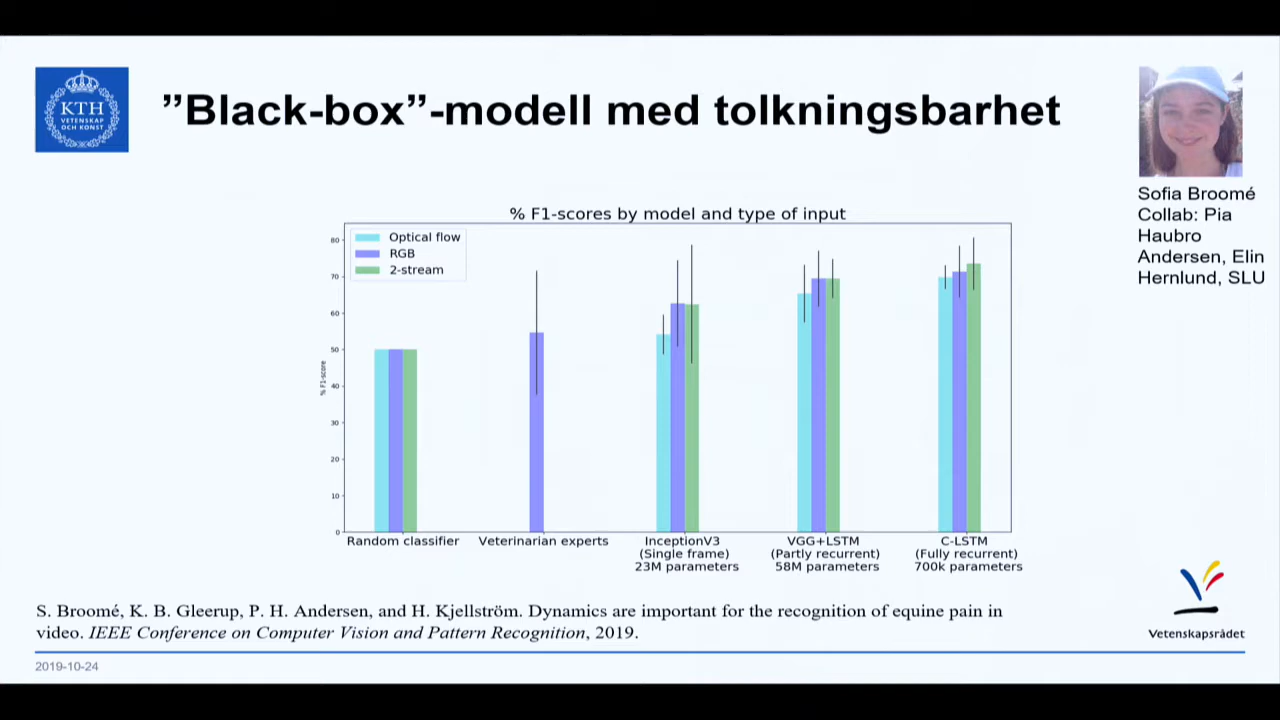 KTH
VETENSKAP
OCH KONST
”Black-box”-modell med tolkningsbarhet
Sofia Broomé
Collab: Pia
Haubro
Andersen, Elin
Hernlund, SLU
% F1-scores by model and type of input
Optical flow
RGB
2-stream
% F1-score
80
70
60
50
40
30
20
10
0
Random classifier
Veterinarian experts
InceptionV3
(Single frame)
23M parameters
VGG+LSTM
(Partly recurrent)
58M parameters
C-LSTM
(Fully recurrent)
700k parameters
S. Broomé, K. B. Gleerup, P. H. Andersen, and H. Kjellström. Dynamics are important for the recognition of equine pain in
video. IEEE Conference on Computer Vision and Pattern Recognition, 2019.
Vetenskapsrådet
2019-10-24